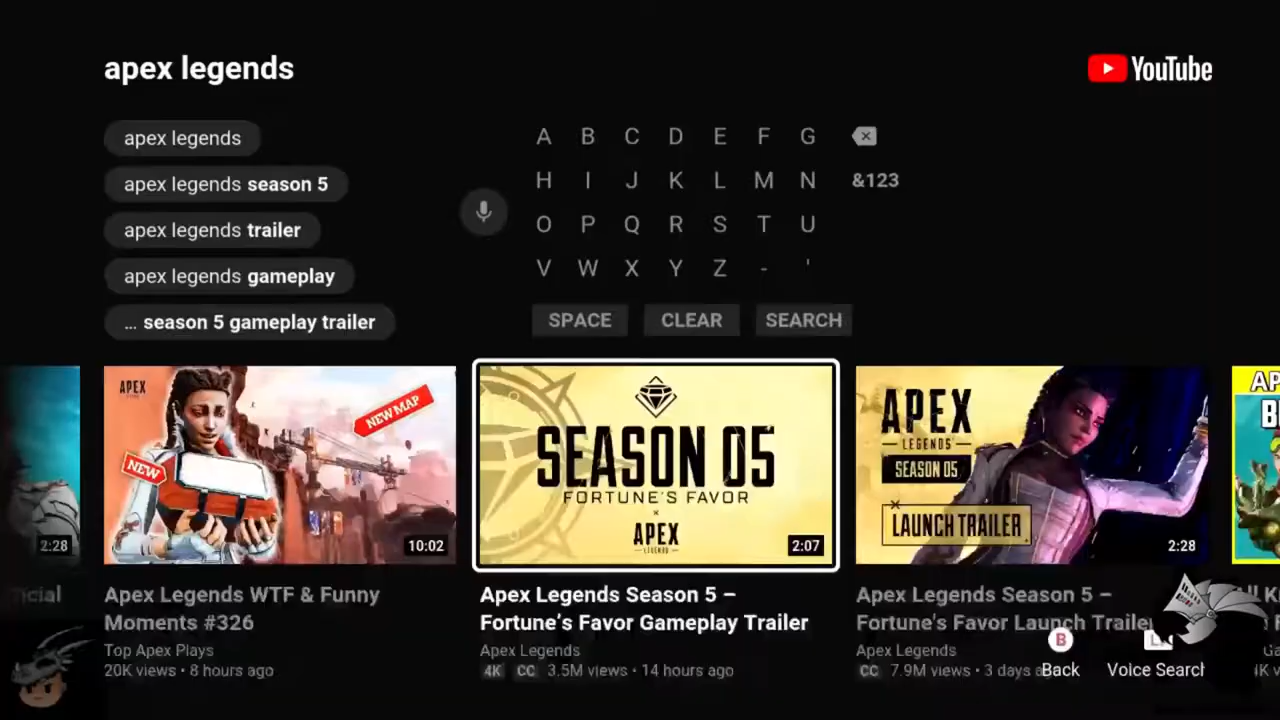 apex legends
YouTube
apex legends
apex legends season 5
apex legends trailer
apex legends gameplay
... season 5 gameplay trailer
A B C D E F G
H I J K L M N &123
O P Q R S T U
V W X Y Z - '
SPACE CLEAR SEARCH
2:28
APEX
NEW MAP
NEW
10:02
SEASON 05
FORTUNE'S FAVOR
×
APEX
LEGENDS
2:07
APEX
LEGENDS
SEASON 05
LAUNCH TRAILER
2:28
AP
Apex Legends WTF & Funny
Moments #326
Top Apex Plays
20K views • 8 hours ago
Apex Legends Season 5 –
Fortune's Favor Gameplay Trailer
Apex Legends
4K CC 3.5M views • 14 hours ago
Apex Legends Season 5 –
Fortune's Favor Launch Trailer
Apex Legends
CC 7.9M views • 3 days a
B
Back
Voice Search